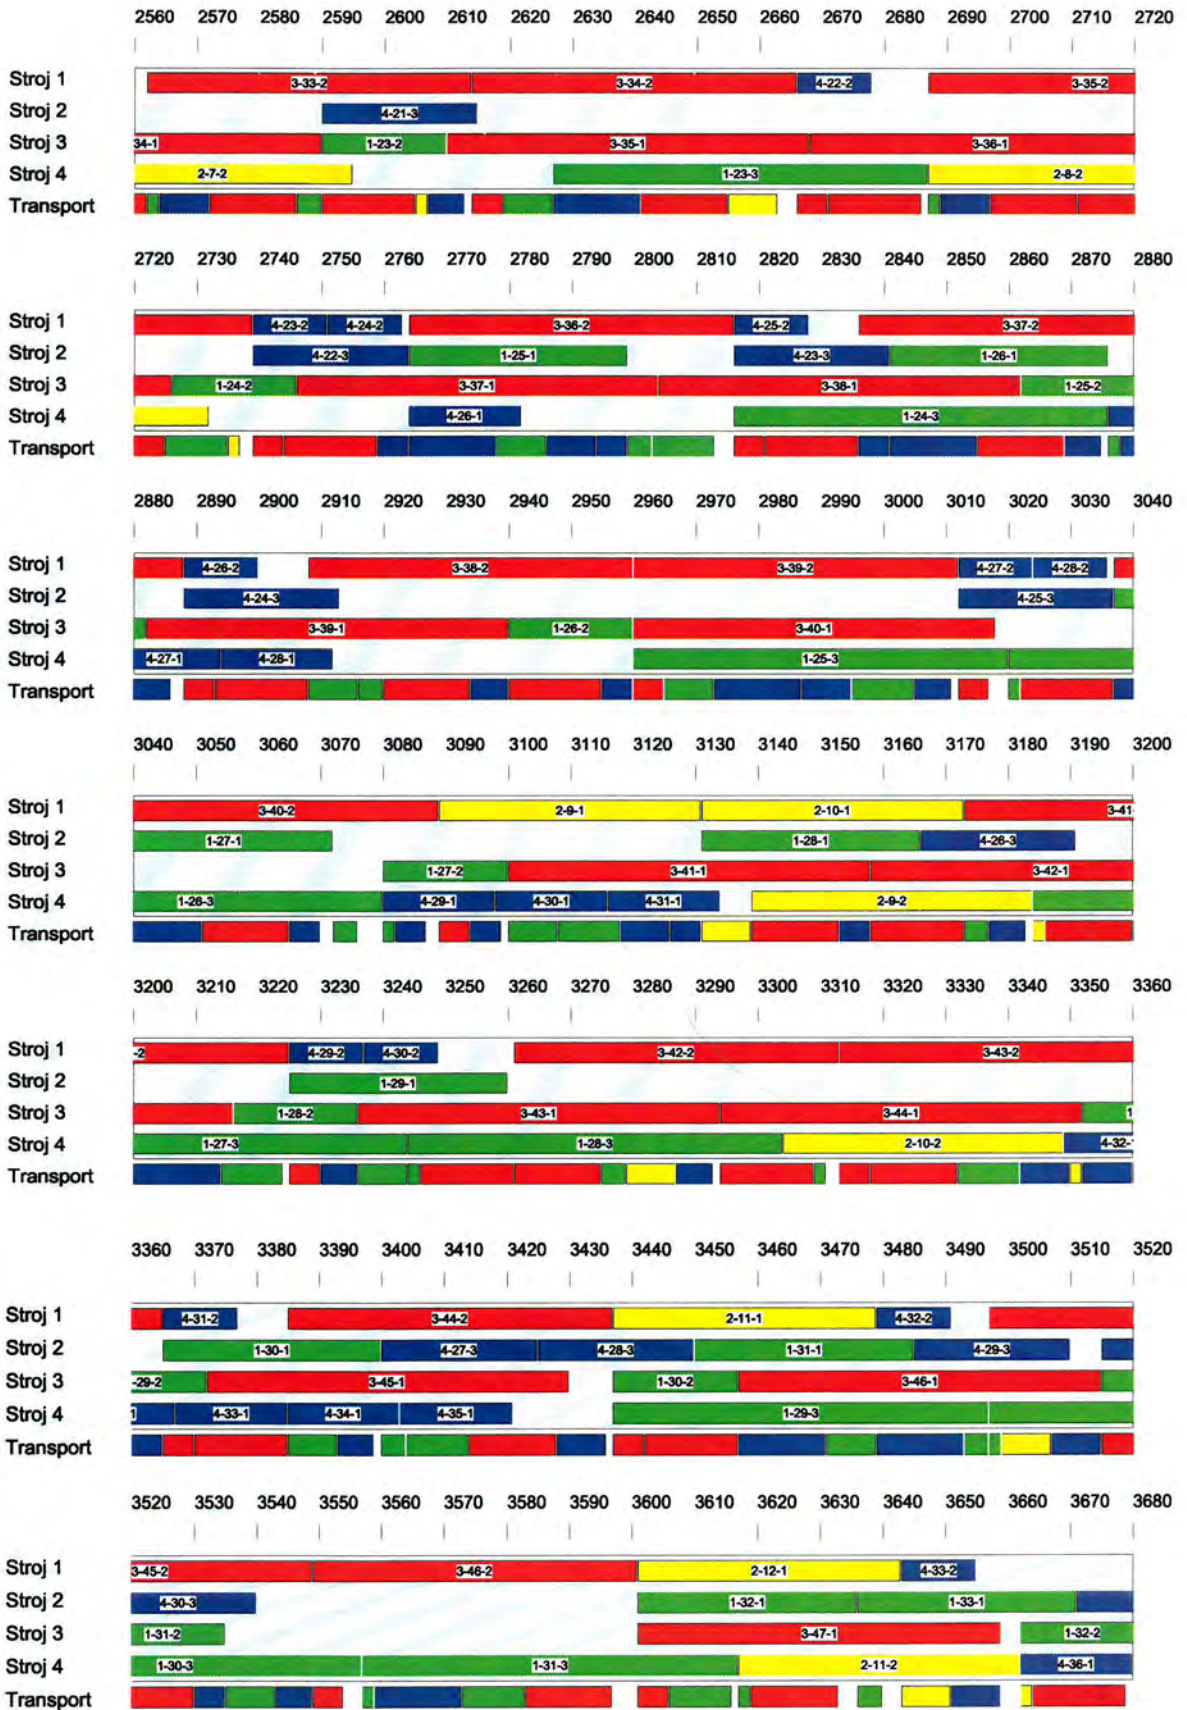 2560 2570 2580 2590 2600 2610 2620 2630 2640 2650 2660 2670 2680 2690 2700 2710 2720
Stroj 1 3-33-2 3-34-2 4-22-2 3-35-2
Stroj 2 4-21-3
Stroj 3 34-1 1-23-2 3-35-1 3-36-1
Stroj 4 2-7-2 1-23-3 2-8-2
Transport
2720 2730 2740 2750 2760 2770 2780 2790 2800 2810 2820 2830 2840 2850 2860 2870 2880
Stroj 1 4-23-2 4-24-2 3-36-2 4-25-2 3-37-2
Stroj 2 4-22-3 1-25-1 4-23-3 1-26-1
Stroj 3 1-24-2 3-37-1 3-38-1 1-25-2
Stroj 4 4-26-1 1-24-3
Transport
2880 2890 2900 2910 2920 2930 2940 2950 2960 2970 2980 2990 3000 3010 3020 3030 3040
Stroj 1 4-26-2 3-38-2 3-39-2 4-27-2 4-28-2
Stroj 2 4-24-3 4-25-3
Stroj 3 3-39-1 1-26-2 3-40-1
Stroj 4 4-27-1 4-28-1 1-25-3
Transport
3040 3050 3060 3070 3080 3090 3100 3110 3120 3130 3140 3150 3160 3170 3180 3190 3200
Stroj 1 3-40-2 2-9-1 2-10-1 3-41
Stroj 2 1-27-1 1-28-1 4-26-3
Stroj 3 1-27-2 3-41-1 3-42-1
Stroj 4 1-26-3 4-29-1 4-30-1 4-31-1 2-9-2
Transport
3200 3210 3220 3230 3240 3250 3260 3270 3280 3290 3300 3310 3320 3330 3340 3350 3360
Stroj 1 -2 4-29-2 4-30-2 3-42-2 3-43-2
Stroj 2 1-29-1
Stroj 3 1-28-2 3-43-1 3-44-1 1
Stroj 4 1-27-3 1-28-3 2-10-2 4-32-
Transport
3360 3370 3380 3390 3400 3410 3420 3430 3440 3450 3460 3470 3480 3490 3500 3510 3520
Stroj 1 4-31-2 3-44-2 2-11-1 4-32-2
Stroj 2 1-30-1 4-27-3 4-28-3 1-31-1 4-29-3
Stroj 3 -29-2 3-45-1 1-30-2 3-46-1
Stroj 4 1 4-33-1 4-34-1 4-35-1 1-29-3
Transport
3520 3530 3540 3550 3560 3570 3580 3590 3600 3610 3620 3630 3640 3650 3660 3670 3680
Stroj 1 3-45-2 3-46-2 2-12-1 4-33-2
Stroj 2 4-30-3 1-32-1 1-33-1
Stroj 3 1-31-2 3-47-1 1-32-2
Stroj 4 1-30-3 1-31-3 2-11-2 4-36-1
Transport